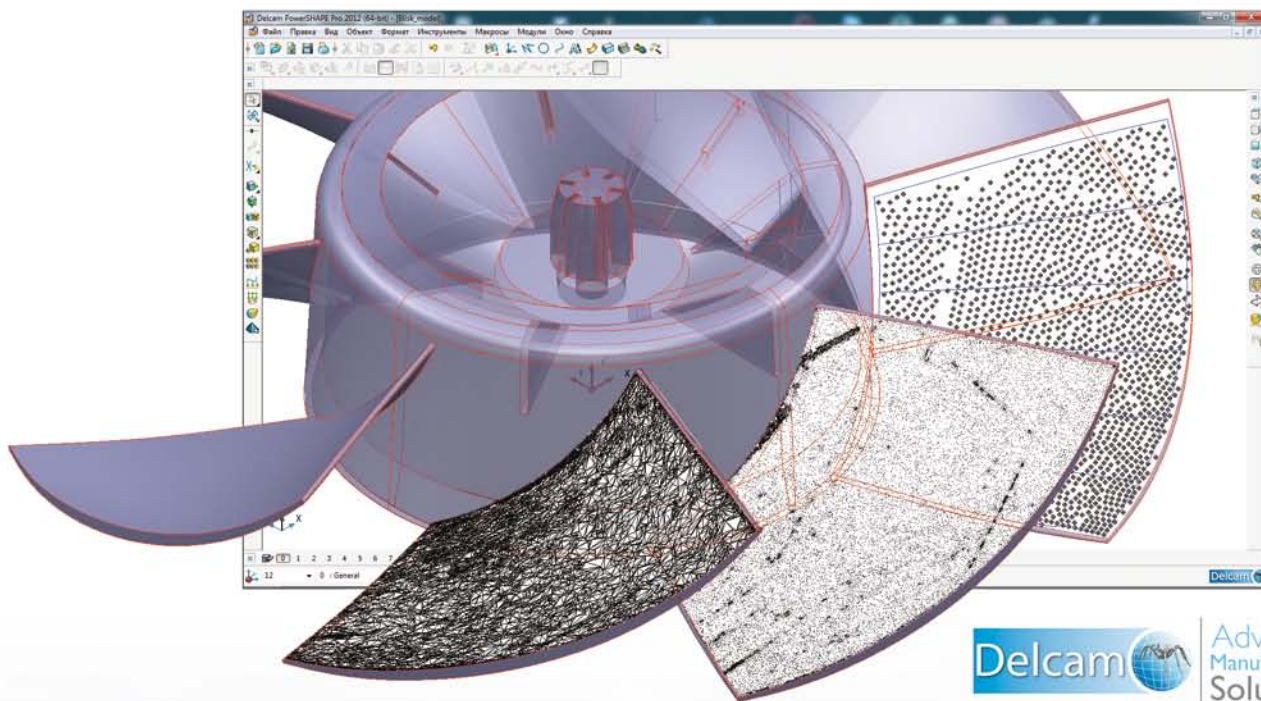 Delcam PowerSHAPE Pro 2012 (64-bit) - [Blisk_model]
Файл Правка Вид Объект Формат Инструменты Макросы Модули Окно Справка
X
X
0 1 2 3 4 5 6 7
12 0 : General
Delcam
Delcam
Adv
Manu
Solu